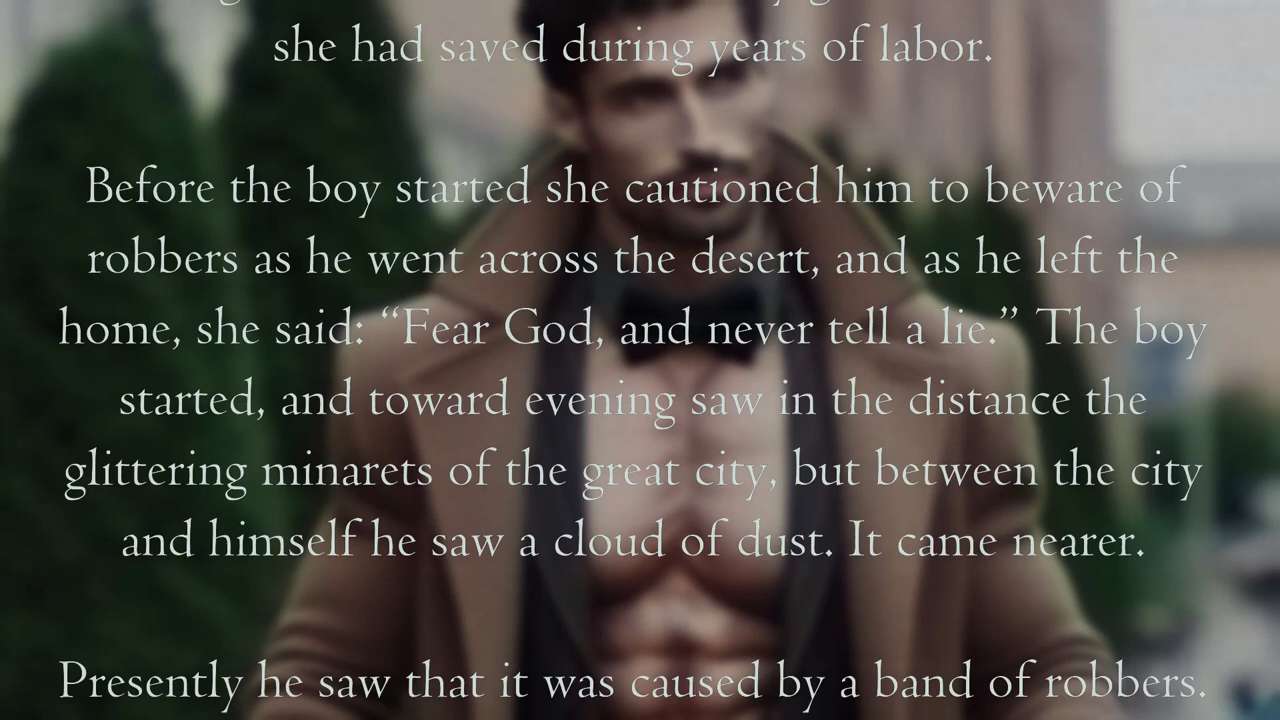 she had saved during years of labor.
Before the boy started she cautioned him to beware of
robbers as he went across the desert, and as he left the
home, she said: “Fear God, and never tell a lie.” The boy
started, and toward evening saw in the distance the
glittering minarets of the great city, but between the city
and himself he saw a cloud of dust. It came nearer.
Presently he saw that it was caused by a band of robbers.